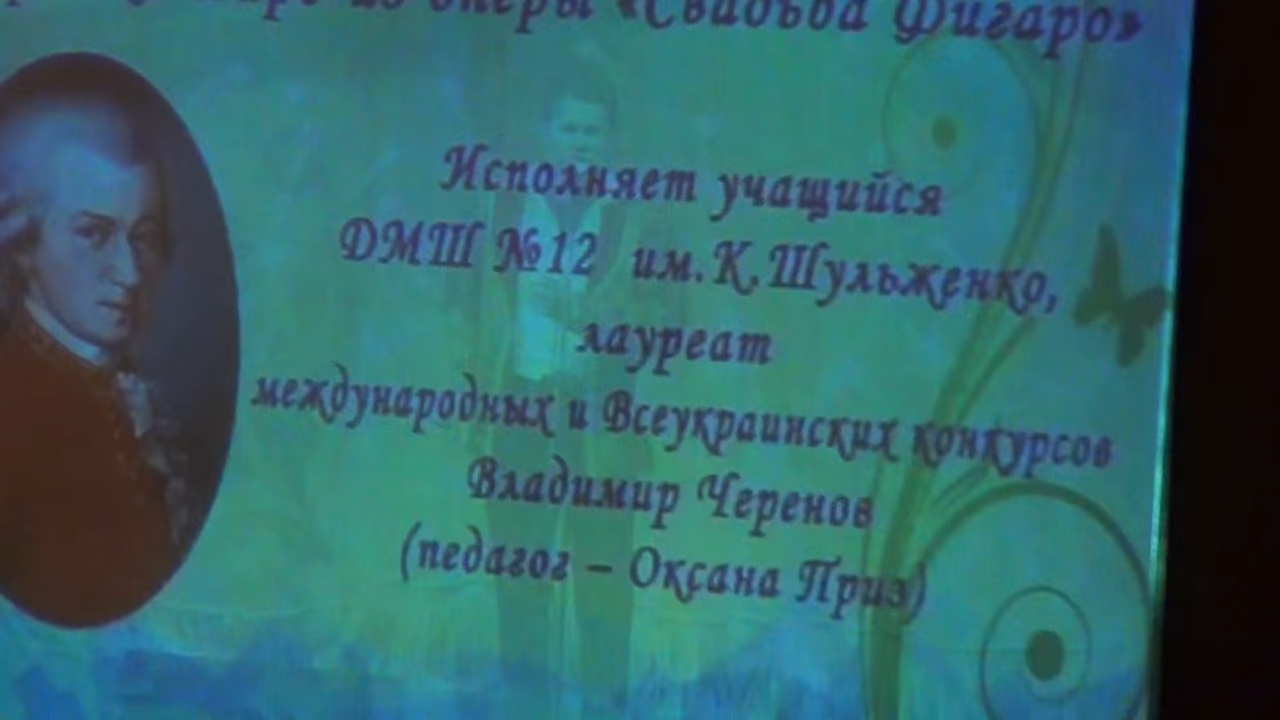 из оперы «Свадьба Фигаро»
Исполняет учащийся
ДМШ №12 им. К. Шульженко,
лауреат
международных и Всеукраинских конкурсов
Владимир Черенов
(педагог – Оксана Приз)